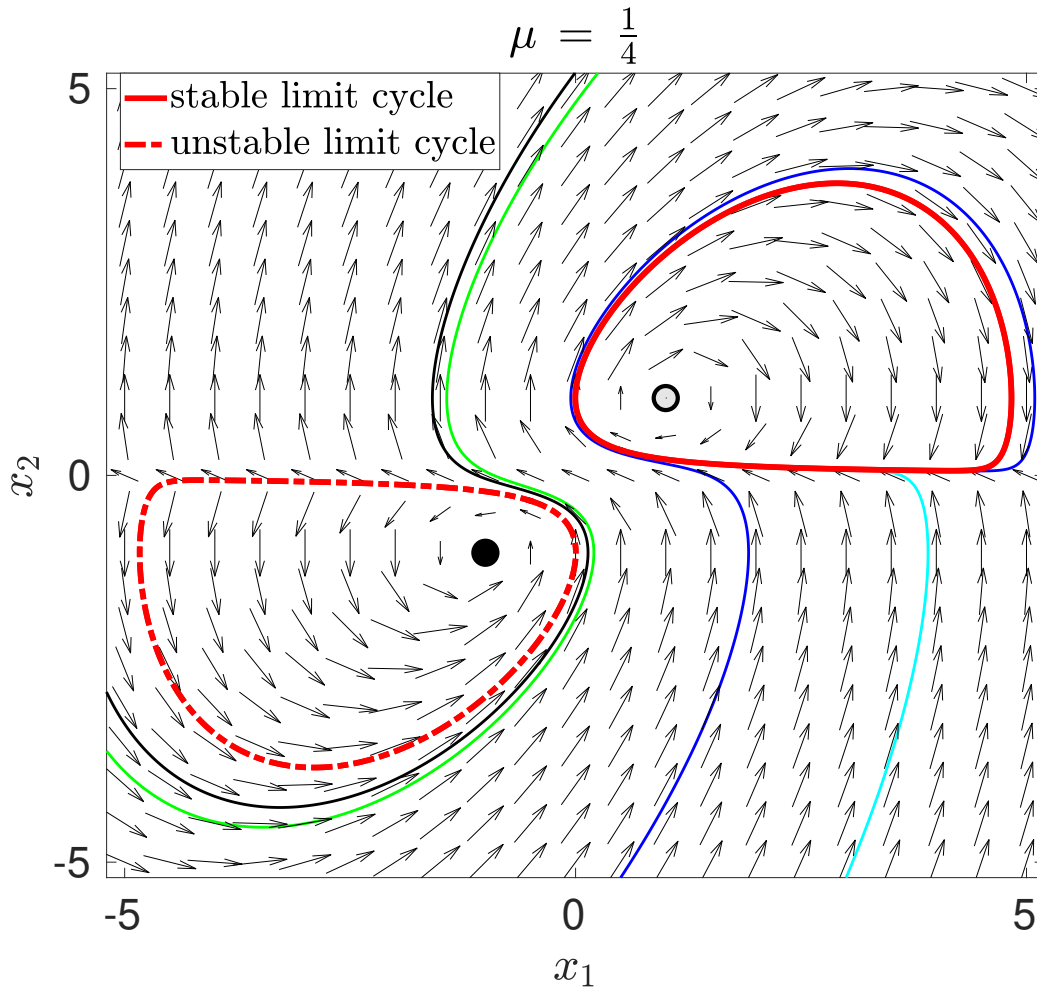 μ = 1/4
stable limit cycle
unstable limit cycle
5
0
-5
x₂
-5 0 5
x₁